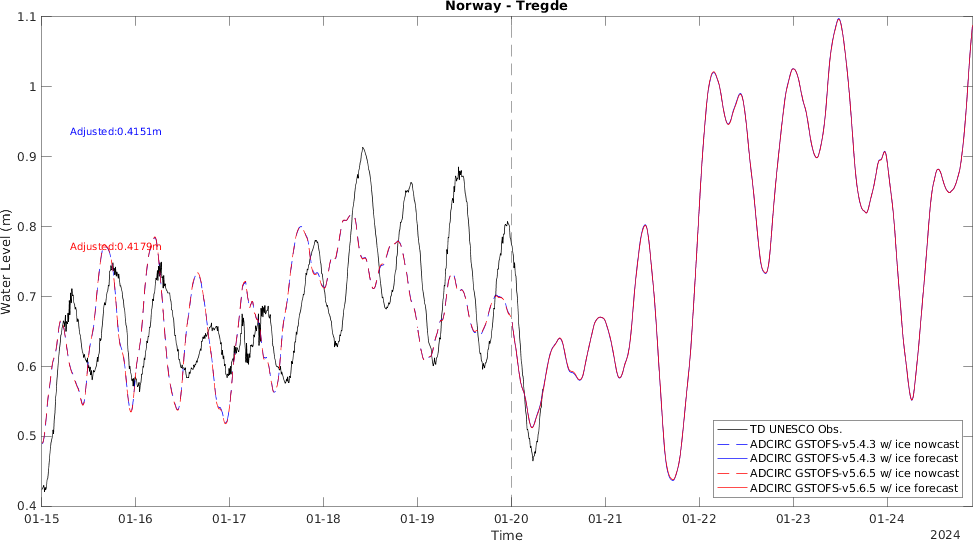 Norway - Tregde
1.1
1
0.9
0.8
0.7
0.6
0.5
0.4
Water Level (m)
Adjusted:0.4151m
Adjusted:0.4179m
TD UNESCO Obs.
ADCIRC GSTOFS-v5.4.3 w/ ice nowcast
ADCIRC GSTOFS-v5.4.3 w/ ice forecast
ADCIRC GSTOFS-v5.6.5 w/ ice nowcast
ADCIRC GSTOFS-v5.6.5 w/ ice forecast
01-15 01-16 01-17 01-18 01-19 01-20 01-21 01-22 01-23 01-24
Time
2024